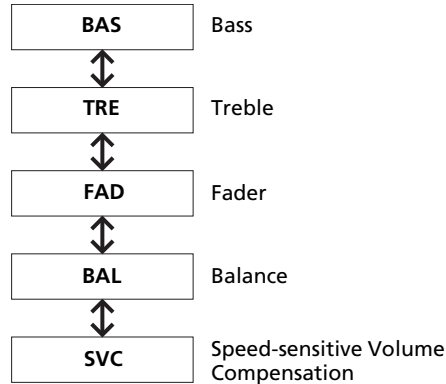 BAS Bass
TRE Treble
FAD Fader
BAL Balance
SVC Speed-sensitive Volume
Compensation